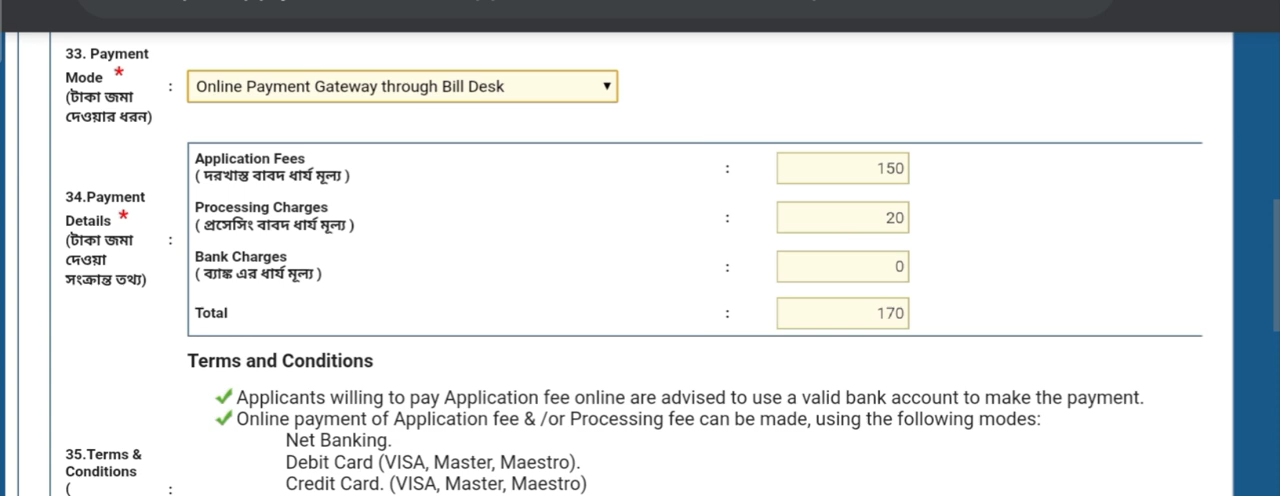 33. Payment
Mode *
(টাকা জমা
দেওয়ার ধরন)
:
Online Payment Gateway through Bill Desk
34.Payment
Details *
(টাকা জমা
দেওয়া
সংক্রান্ত তথ্য)
:
Application Fees
( দরখাস্ত বাবদ ধার্য মূল্য )
:
150
Processing Charges
( প্রসেসিং বাবদ ধার্য মূল্য )
:
20
Bank Charges
( ব্যাঙ্ক এর ধার্য মূল্য )
:
0
Total
:
170
Terms and Conditions
Applicants willing to pay Application fee online are advised to use a valid bank account to make the payment.
Online payment of Application fee & /or Processing fee can be made, using the following modes:
Net Banking.
Debit Card (VISA, Master, Maestro).
Credit Card. (VISA, Master, Maestro)
35.Terms &
Conditions
(
: